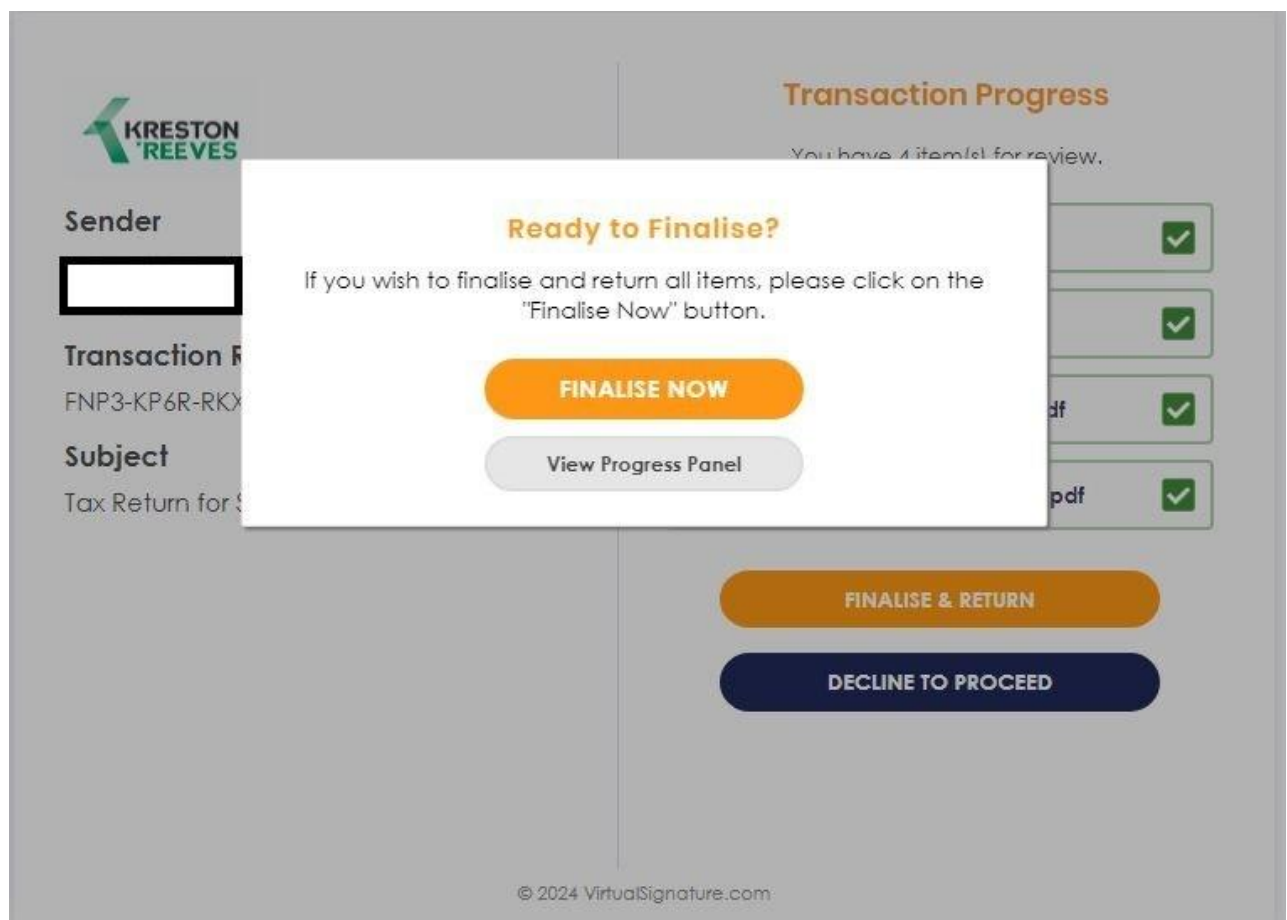 KRESTON
REEVES
Sender
Transaction
FNP3-KP6R-RKX
Subject
Tax Return for
Transaction Progress
You have 4 item(s) for review.
Ready to Finalise?
If you wish to finalise and return all items, please click on the
"Finalise Now" button.
FINALISE NOW
View Progress Panel
pdf
FINALISE & RETURN
DECLINE TO PROCEED
© 2024 VirtualSignature.com